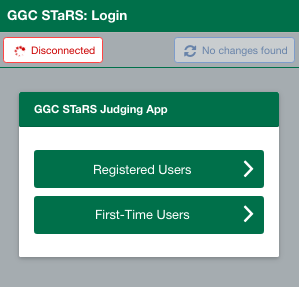 GGC STaRS: Login
Disconnected
No changes found
GGC STaRS Judging App
Registered Users
First-Time Users